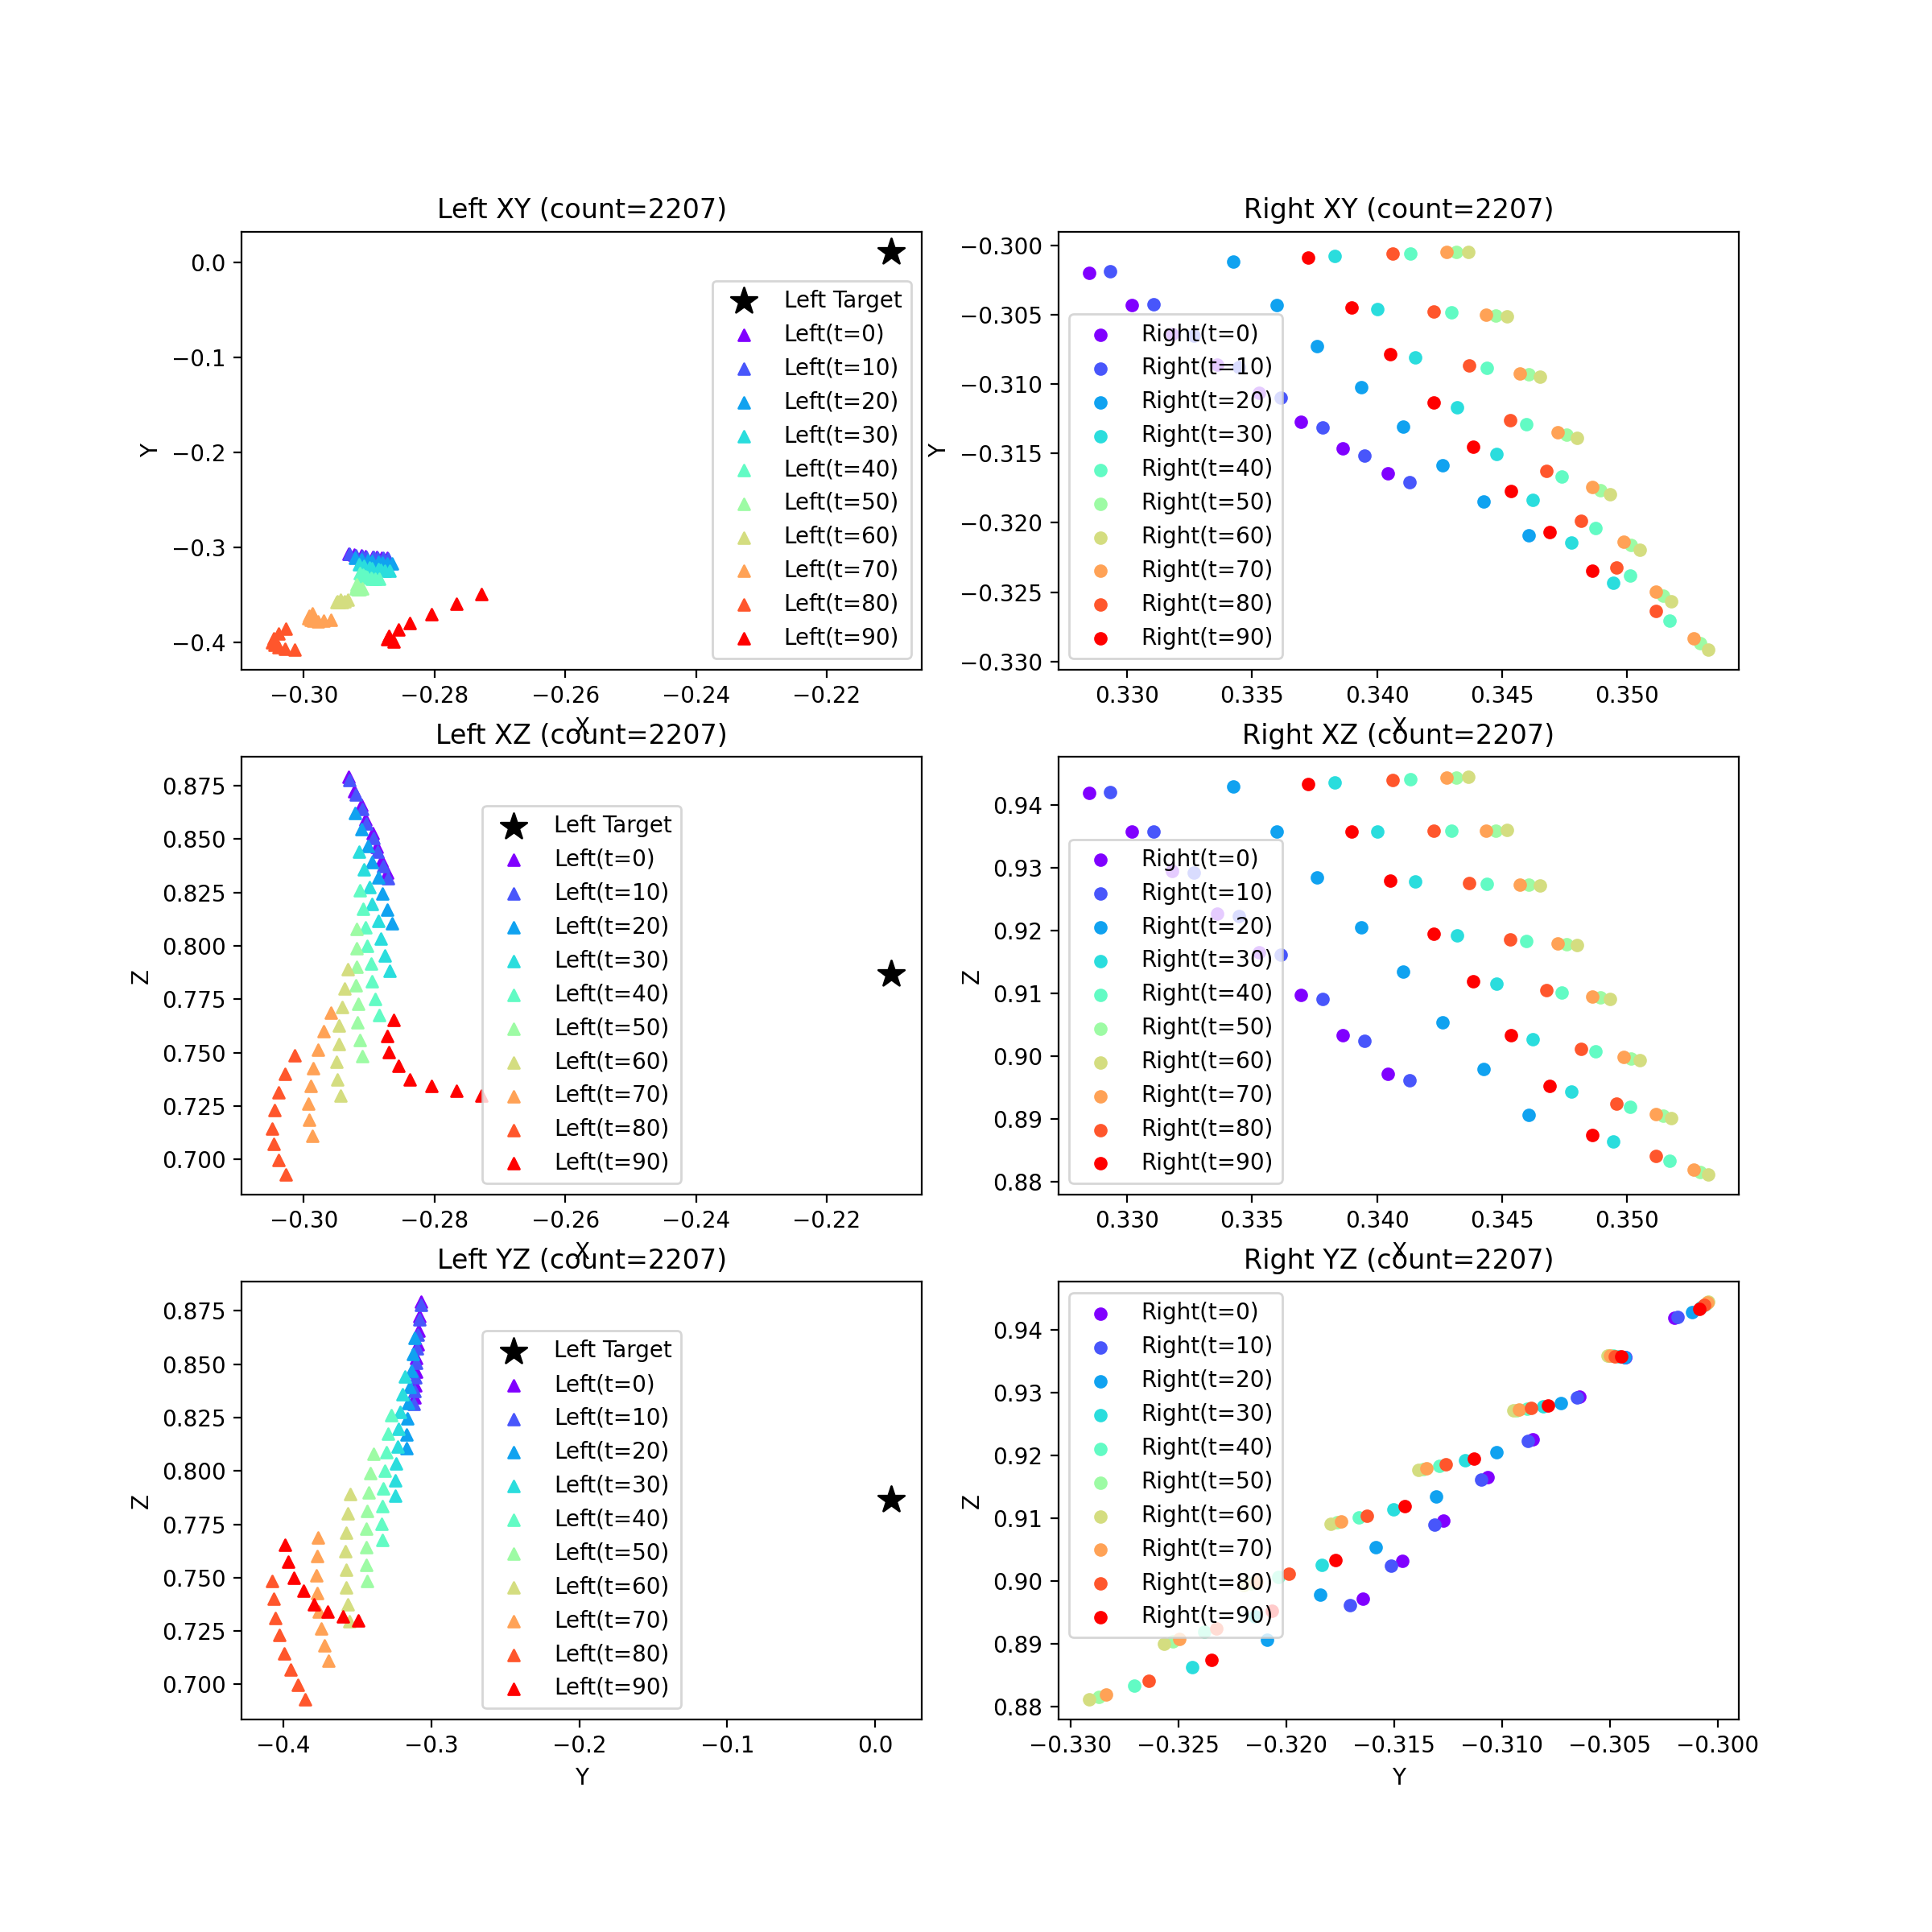 Left XY (count=2207)
0.0
−0.1
−0.2
−0.3
−0.4
Y
−0.30
−0.28
−0.26
−0.24
−0.22
X
Left Target
Left(t=0)
Left(t=10)
Left(t=20)
Left(t=30)
Left(t=40)
Left(t=50)
Left(t=60)
Left(t=70)
Left(t=80)
Left(t=90)
Right XY (count=2207)
−0.300
−0.305
−0.310
−0.315
−0.320
−0.325
−0.330
Y
0.330
0.335
0.340
0.345
0.350
X
Right(t=0)
Right(t=10)
Right(t=20)
Right(t=30)
Right(t=40)
Right(t=50)
Right(t=60)
Right(t=70)
Right(t=80)
Right(t=90)
Left XZ (count=2207)
0.875
0.850
0.825
0.800
0.775
0.750
0.725
0.700
Z
−0.30
−0.28
−0.26
−0.24
−0.22
X
Left Target
Left(t=0)
Left(t=10)
Left(t=20)
Left(t=30)
Left(t=40)
Left(t=50)
Left(t=60)
Left(t=70)
Left(t=80)
Left(t=90)
Right XZ (count=2207)
0.94
0.93
0.92
0.91
0.90
0.89
0.88
Z
0.330
0.335
0.340
0.345
0.350
X
Right(t=0)
Right(t=10)
Right(t=20)
Right(t=30)
Right(t=40)
Right(t=50)
Right(t=60)
Right(t=70)
Right(t=80)
Right(t=90)
Left YZ (count=2207)
0.875
0.850
0.825
0.800
0.775
0.750
0.725
0.700
Z
−0.4
−0.3
−0.2
−0.1
0.0
Y
Left Target
Left(t=0)
Left(t=10)
Left(t=20)
Left(t=30)
Left(t=40)
Left(t=50)
Left(t=60)
Left(t=70)
Left(t=80)
Left(t=90)
Right YZ (count=2207)
0.94
0.93
0.92
0.91
0.90
0.89
0.88
Z
−0.330
−0.325
−0.320
−0.315
−0.310
−0.305
−0.300
Y
Right(t=0)
Right(t=10)
Right(t=20)
Right(t=30)
Right(t=40)
Right(t=50)
Right(t=60)
Right(t=70)
Right(t=80)
Right(t=90)